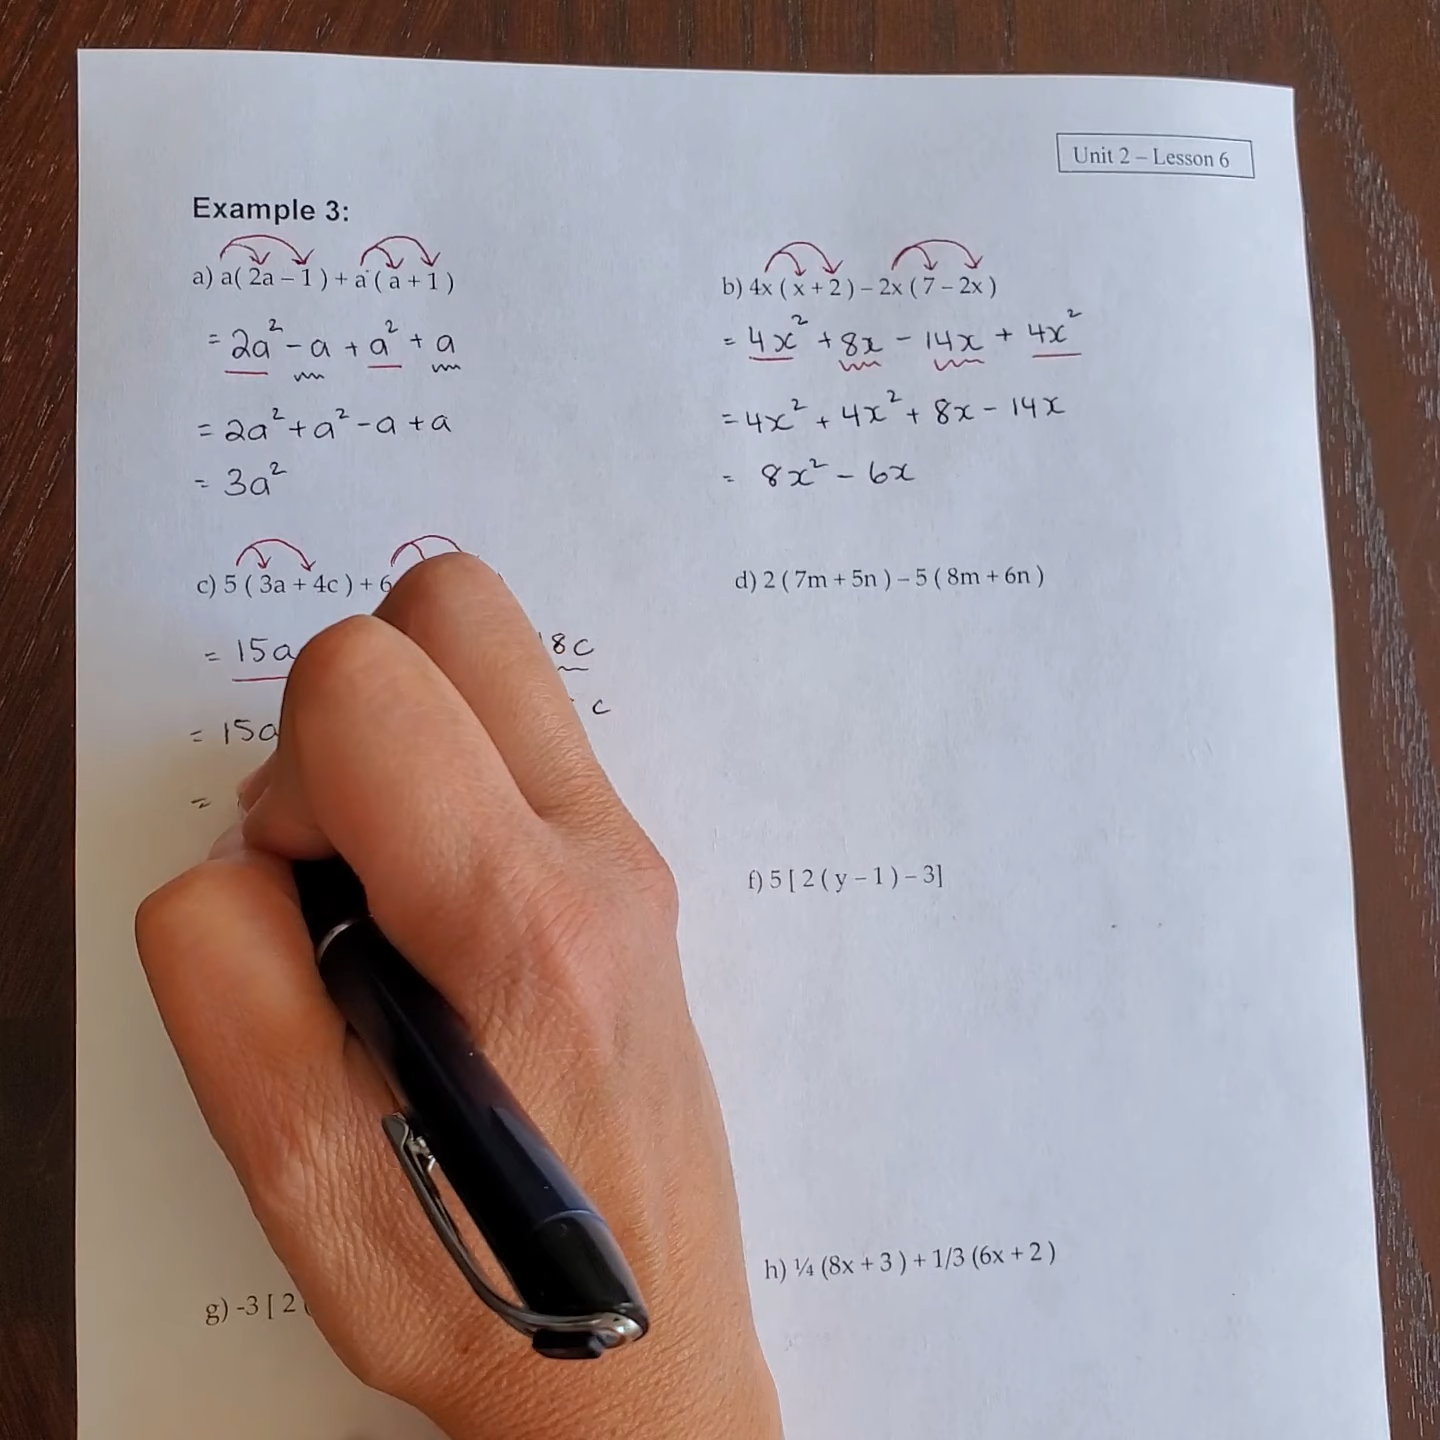 Unit 2 – Lesson 6
Example 3:
a) a( 2a – 1 ) + a ( a + 1 )
= 2a² - a + a² + a
= 2a² + a² - a + a
= 3a²
b) 4x ( x + 2 ) – 2x ( 7 – 2x )
= 4x² + 8x - 14x + 4x²
= 4x² + 4x² + 8x - 14x
= 8x² - 6x
c) 5 ( 3a + 4c ) + 6
= 15a 8c
= 15a c
=
d) 2 ( 7m + 5n ) – 5 ( 8m + 6n )
f) 5 [ 2 ( y – 1 ) – 3]
g) -3 [ 2 (
h) ¼ (8x + 3 ) + 1/3 (6x + 2 )